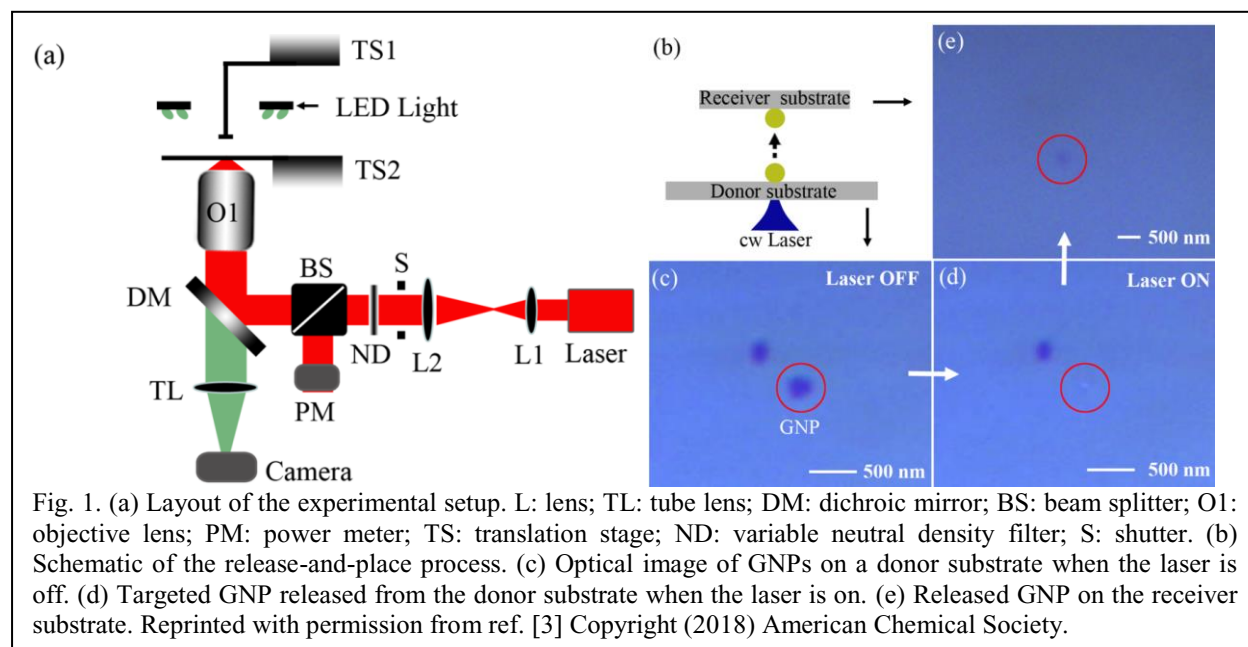 (a)
TS1
LED Light
TS2
O1
BS
S
DM
ND
L2
L1
Laser
TL
PM
Camera
(b)
Receiver substrate
Donor substrate
cw Laser
(e)
500 nm
(c)
Laser OFF
GNP
500 nm
(d)
Laser ON
500 nm
Fig. 1. (a) Layout of the experimental setup. L: lens; TL: tube lens; DM: dichroic mirror; BS: beam splitter; O1:
objective lens; PM: power meter; TS: translation stage; ND: variable neutral density filter; S: shutter. (b)
Schematic of the release-and-place process. (c) Optical image of GNPs on a donor substrate when the laser is
off. (d) Targeted GNP released from the donor substrate when the laser is on. (e) Released GNP on the receiver
substrate. Reprinted with permission from ref. [3] Copyright (2018) American Chemical Society.